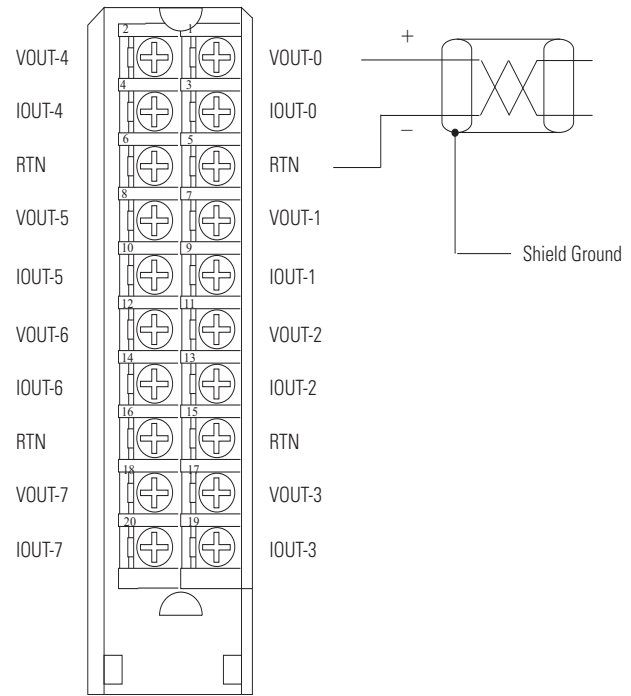 2 1
VOUT-4 VOUT-0 +
4 3
IOUT-4 IOUT-0
6 5 –
RTN RTN
8 7
VOUT-5 VOUT-1
10 9
IOUT-5 IOUT-1 Shield Ground
12 11
VOUT-6 VOUT-2
14 13
IOUT-6 IOUT-2
16 15
RTN RTN
18 17
VOUT-7 VOUT-3
20 19
IOUT-7 IOUT-3